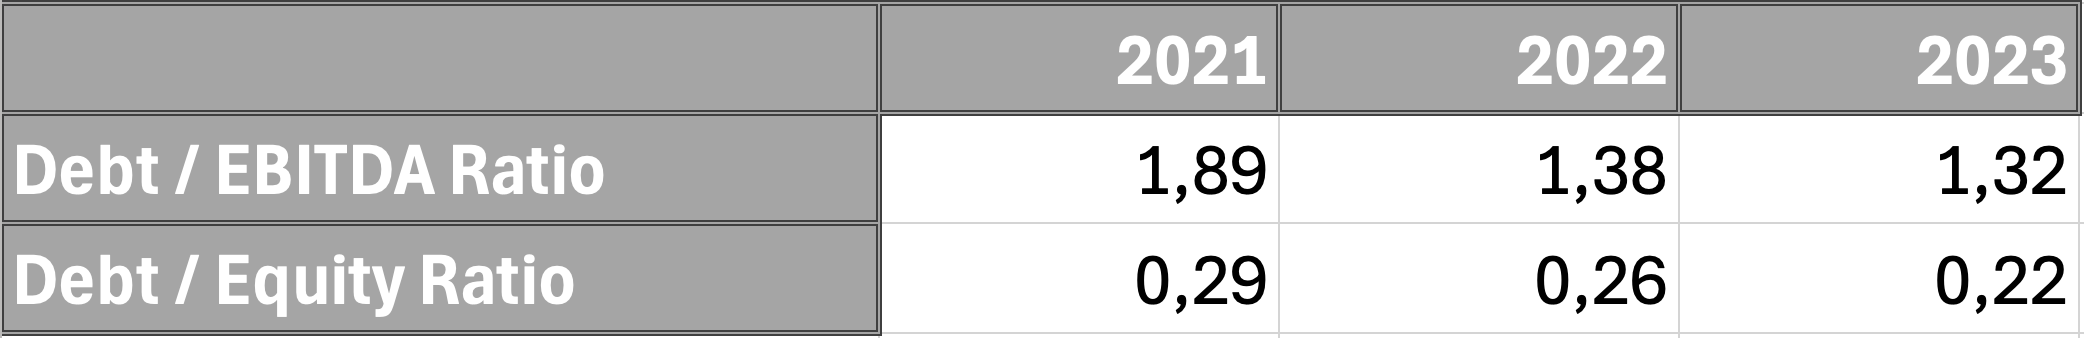 2021 2022 2023
Debt / EBITDA Ratio 1,89 1,38 1,32
Debt / Equity Ratio 0,29 0,26 0,22